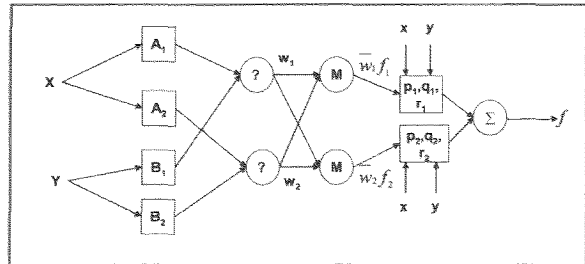 x y
A₁
w₁ w̅₁f₁
X ? M p₁,q₁,
r₁
A₂
Σ f
B₁ p₂,q₂,
r₂
Y ? M
w₂ w̅₂f₂
B₂ x y